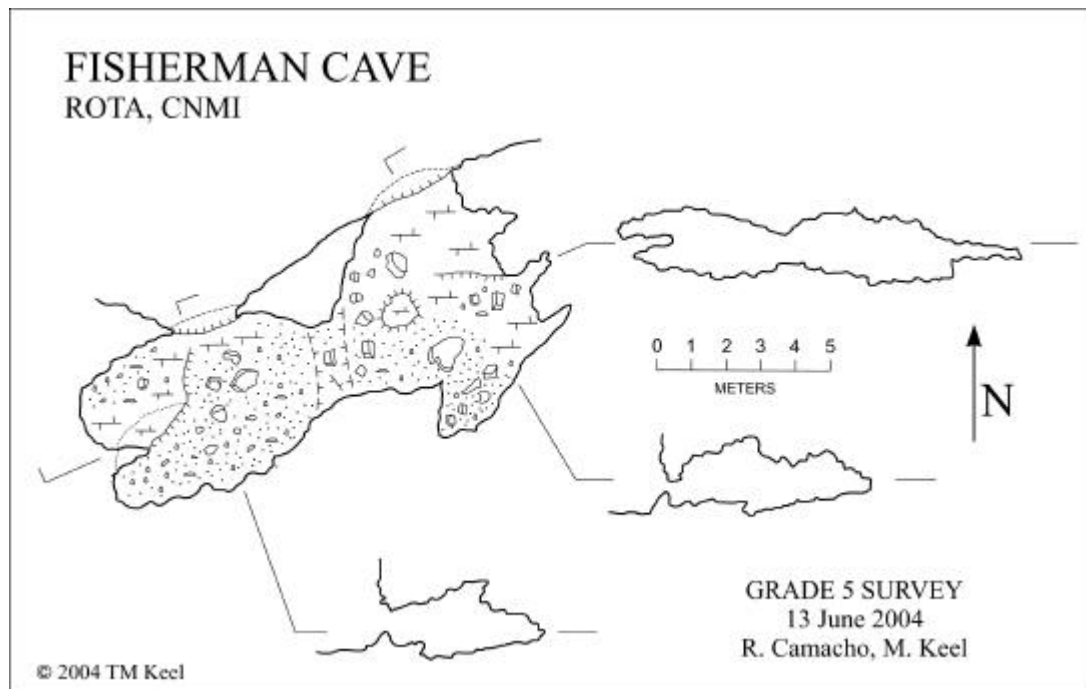 FISHERMAN CAVE
ROTA, CNMI
0 1 2 3 4 5
METERS
N
GRADE 5 SURVEY
13 June 2004
R. Camacho, M. Keel
© 2004 TM Keel